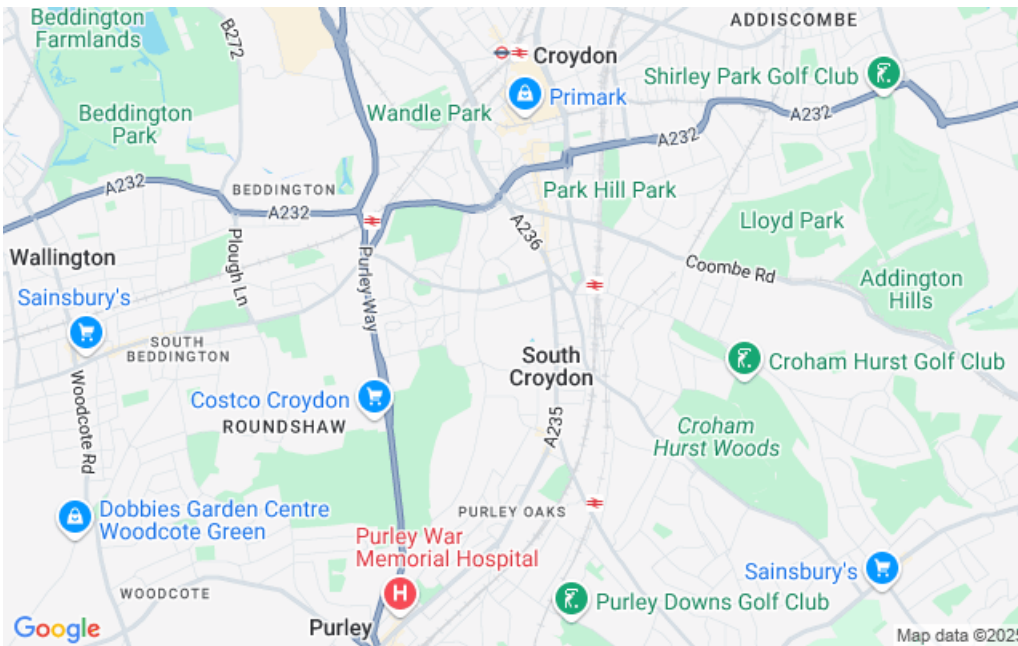 Beddington
Farmlands
B272
ADDISCOMBE
Croydon
Shirley Park Golf Club
Primark
Beddington
Park
Wandle Park
A232
A232
A232
BEDDINGTON
A232
Park Hill Park
Lloyd Park
A236
Wallington
Plough Ln
Purley Way
Coombe Rd
Addington
Hills
Sainsbury's
SOUTH
BEDDINGTON
South
Croydon
Croham Hurst Golf Club
Woodcote Rd
Costco Croydon
ROUNDSHAW
A235
Croham
Hurst Woods
Dobbies Garden Centre
Woodcote Green
PURLEY OAKS
Purley War
Memorial Hospital
H
Sainsbury's
WOODCOTE
Purley Downs Golf Club
Purley
Google
Map data ©2025